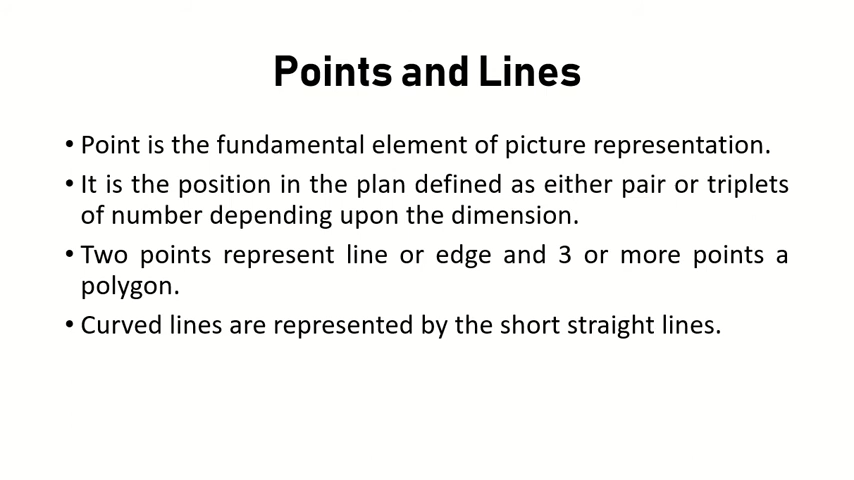 Points and Lines
• Point is the fundamental element of picture representation.
• It is the position in the plan defined as either pair or triplets
of number depending upon the dimension.
• Two points represent line or edge and 3 or more points a
polygon.
• Curved lines are represented by the short straight lines.